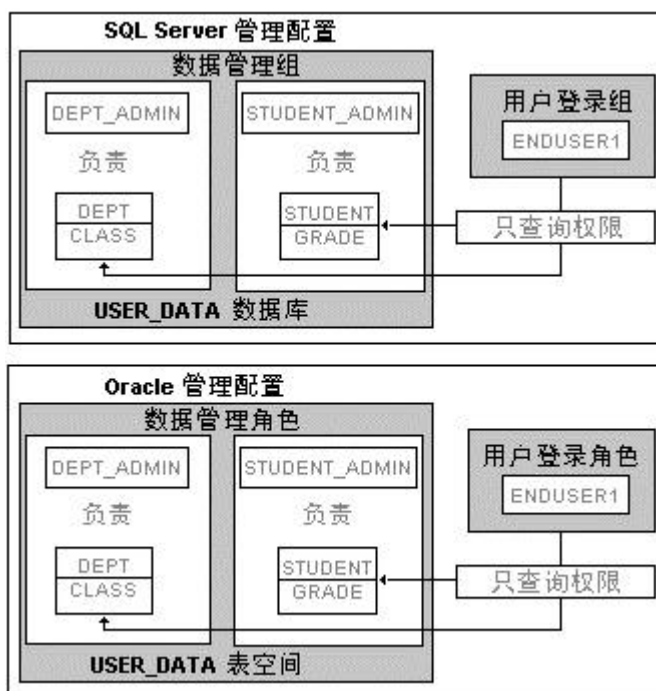 SQL Server 管理配置
数据管理组
DEPT_ADMIN
负责
DEPT
CLASS
STUDENT_ADMIN
负责
STUDENT
GRADE
USER_DATA 数据库
用户登录组
ENDUSER1
只查询权限
Oracle 管理配置
数据管理角色
DEPT_ADMIN
负责
DEPT
CLASS
STUDENT_ADMIN
负责
STUDENT
GRADE
USER_DATA 表空间
用户登录角色
ENDUSER1
只查询权限